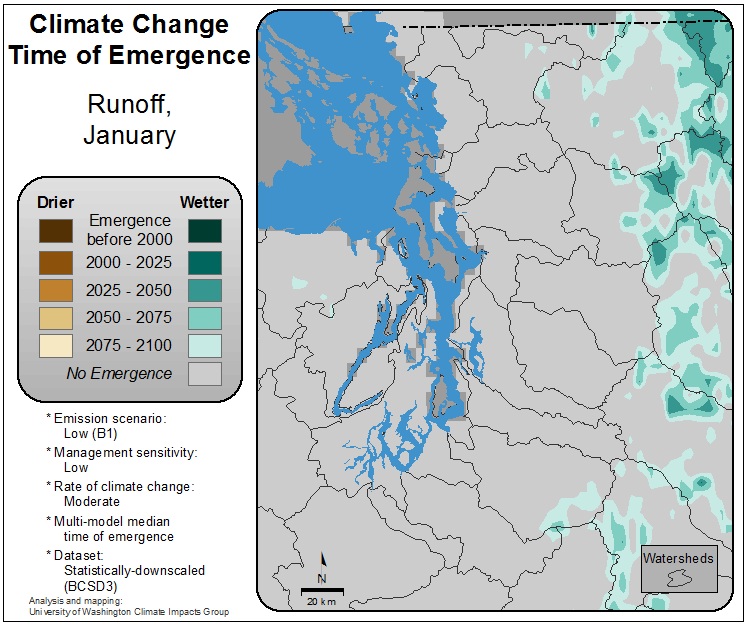 Climate Change
Time of Emergence
Runoff,
January
Drier
Wetter
Emergence
before 2000
2000 - 2025
2025 - 2050
2050 - 2075
2075 - 2100
No Emergence
* Emission scenario:
Low (B1)
* Management sensitivity:
Low
* Rate of climate change:
Moderate
* Multi-model median
time of emergence
* Dataset:
Statistically-downscaled
(BCSD3)
Analysis and mapping:
University of Washington Climate Impacts Group
N
20 km
Watersheds